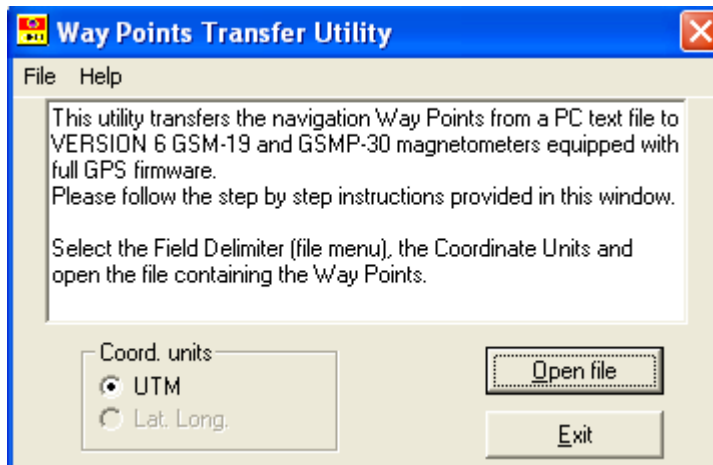 Way Points Transfer Utility
File Help
This utility transfers the navigation Way Points from a PC text file to
VERSION 6 GSM-19 and GSMP-30 magnetometers equipped with
full GPS firmware.
Please follow the step by step instructions provided in this window.
Select the Field Delimiter (file menu), the Coordinate Units and
open the file containing the Way Points.
Coord. units
UTM
Lat. Long.
Open file
Exit